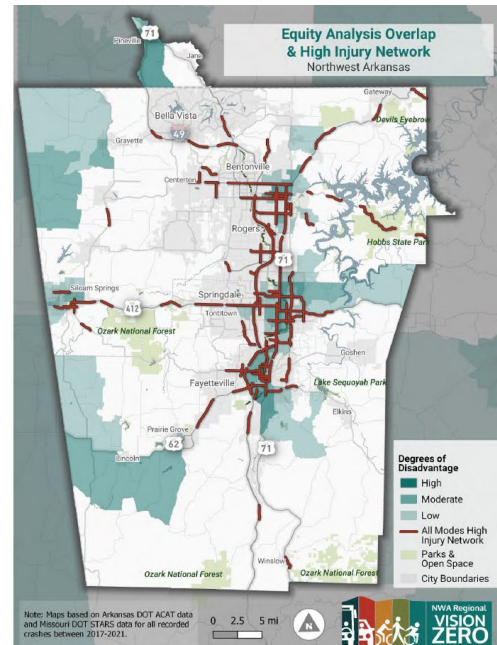 Equity Analysis Overlap
& High Injury Network
Northwest Arkansas
Pineville
71
Jane
Gateway
Bella Vista
Devils Eyebrow
49
Gravette
Bentonville
Centerton
Rogers
Hobbs State Park
71
Siloam Springs
Springdale
412
Tontitown
Ozark National Forest
Goshen
Fayetteville
Lake Sequoyah Park
Elkins
Prairie Grove
62
Lincoln
71
Winslow
Ozark National Forest
Ozark National Forest
Degrees of
Disadvantage
High
Moderate
Low
All Modes High
Injury Network
Parks &
Open Space
City Boundaries
Note: Maps based on Arkansas DOT ACAT data
and Missouri DOT STARS data for all recorded
crashes between 2017-2021.
0 2.5 5 mi
N
NWA Regional
VISION
ZERO